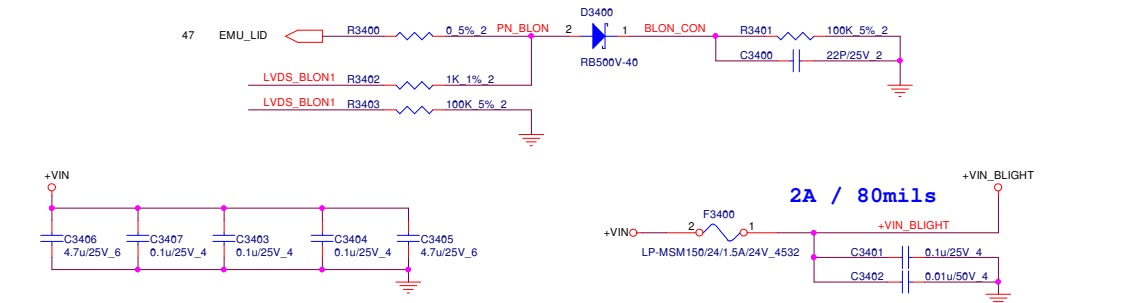 D3400
47 EMU_LID R3400 0_5%_2 PN_BLON 2 1 BLON_CON R3401 100K_5%_2
RB500V-40 C3400 22P/25V_2
LVDS_BLON1 R3402 1K_1%_2
LVDS_BLON1 R3403 100K_5%_2
+VIN +VIN_BLIGHT
2A / 80mils
F3400
+VIN 2 1 +VIN_BLIGHT
LP-MSM150/24/1.5A/24V_4532
C3406 C3407 C3403 C3404 C3405
4.7u/25V_6 0.1u/25V_4 0.1u/25V_4 0.1u/25V_4 4.7u/25V_6
C3401 0.1u/25V_4
C3402 0.01u/50V_4